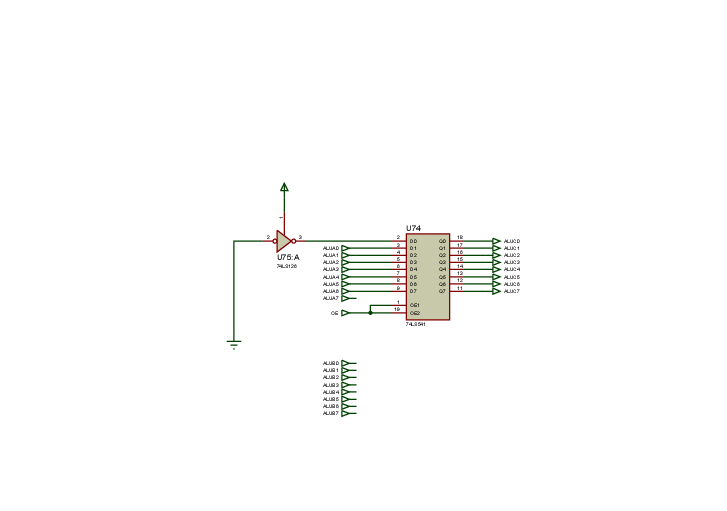 U74
1
2
3
U75:A
74LS126
ALUA0
ALUA1
ALUA2
ALUA3
ALUA4
ALUA5
ALUA6
ALUA7
OE
2
3
4
5
6
7
8
9
1
19
D0
D1
D2
D3
D4
D5
D6
D7
OE1
OE2
Q0
Q1
Q2
Q3
Q4
Q5
Q6
Q7
18
17
16
15
14
13
12
11
ALUC0
ALUC1
ALUC2
ALUC3
ALUC4
ALUC5
ALUC6
ALUC7
74LS541
ALUB0
ALUB1
ALUB2
ALUB3
ALUB4
ALUB5
ALUB6
ALUB7